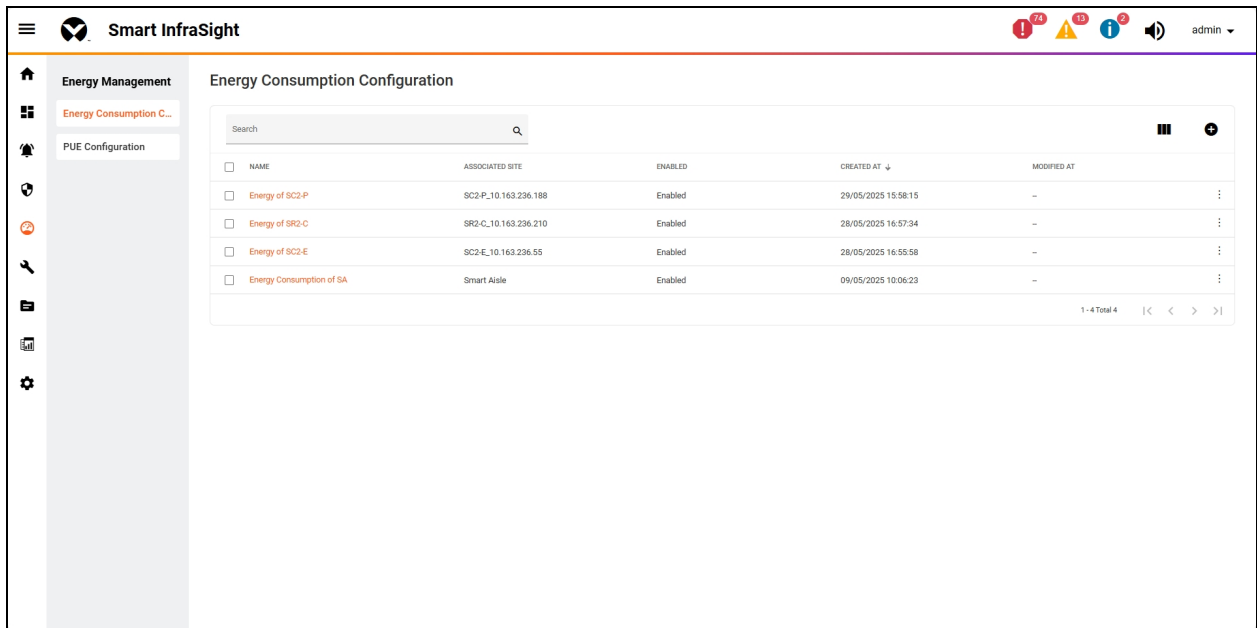 Smart InfraSight
74
13
2
admin
Energy Management
Energy Consumption C...
PUE Configuration
Energy Consumption Configuration
Search
NAME ASSOCIATED SITE ENABLED CREATED AT MODIFIED AT
Energy of SC2-P SC2-P_10.163.236.188 Enabled 29/05/2025 15:58:15 --
Energy of SR2-C SR2-C_10.163.236.210 Enabled 28/05/2025 16:57:34 --
Energy of SC2-E SC2-E_10.163.236.55 Enabled 28/05/2025 16:55:58 --
Energy Consumption of SA Smart Aisle Enabled 09/05/2025 10:06:23 --
1 - 4 Total 4